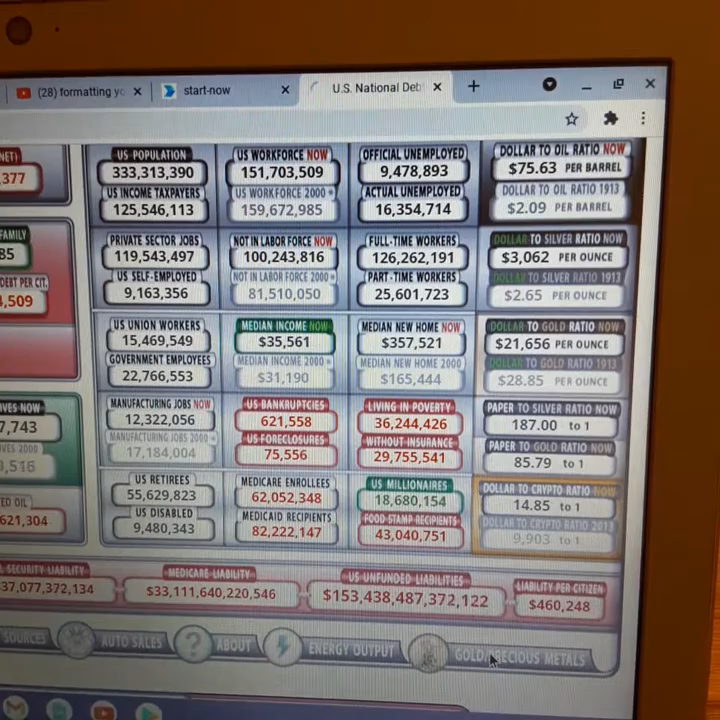 (28) formatting yo
start-now
U.S. National Deb
NET)
,377
US POPULATION
333,313,390
US INCOME TAXPAYERS
125,546,113
US WORKFORCE NOW
151,703,509
US WORKFORCE 2000
159,672,985
OFFICIAL UNEMPLOYED
9,478,893
ACTUAL UNEMPLOYED
16,354,714
DOLLAR TO OIL RATIO NOW
$75.63 PER BARREL
DOLLAR TO OIL RATIO 1913
$2.09 PER BARREL
FAMILY
85
DEBT PER CIT.
,509
PRIVATE SECTOR JOBS
119,543,497
US SELF-EMPLOYED
9,163,356
NOT IN LABOR FORCE NOW
100,243,816
NOT IN LABOR FORCE 2000
81,510,050
FULL-TIME WORKERS
126,262,191
PART-TIME WORKERS
25,601,723
DOLLAR TO SILVER RATIO NOW
$3,062 PER OUNCE
DOLLAR TO SILVER RATIO 1913
$2.65 PER OUNCE
US UNION WORKERS
15,469,549
GOVERNMENT EMPLOYEES
22,766,553
MEDIAN INCOME NOW
$35,561
MEDIAN INCOME 2000
$31,190
MEDIAN NEW HOME NOW
$357,521
MEDIAN NEW HOME 2000
$165,444
DOLLAR TO GOLD RATIO NOW
$21,656 PER OUNCE
DOLLAR TO GOLD RATIO 1913
$28.85 PER OUNCE
VES NOW
7,743
VES 2000
,516
MANUFACTURING JOBS NOW
12,322,056
MANUFACTURING JOBS 2000
17,184,004
US BANKRUPTCIES
621,558
US FORECLOSURES
75,556
LIVING IN POVERTY
36,244,426
WITHOUT INSURANCE
29,755,541
PAPER TO SILVER RATIO NOW
187.00 to 1
PAPER TO GOLD RATIO NOW
85.79 to 1
ED OIL
621,304
US RETIREES
55,629,823
US DISABLED
9,480,343
MEDICARE ENROLLEES
62,052,348
MEDICAID RECIPIENTS
82,222,147
US MILLIONAIRES
18,680,154
FOOD STAMP RECIPIENTS
43,040,751
DOLLAR TO CRYPTO RATIO NOW
14.85 to 1
DOLLAR TO CRYPTO RATIO 2013
9,903 to 1
L SECURITY LIABILITY
37,077,372,134
MEDICARE LIABILITY
$33,111,640,220,546
US UNFUNDED LIABILITIES
$153,438,487,372,122
LIABILITY PER CITIZEN
$460,248
SOURCES
AUTO SALES
? ABOUT
ENERGY OUTPUT
GOLD/PRECIOUS METALS